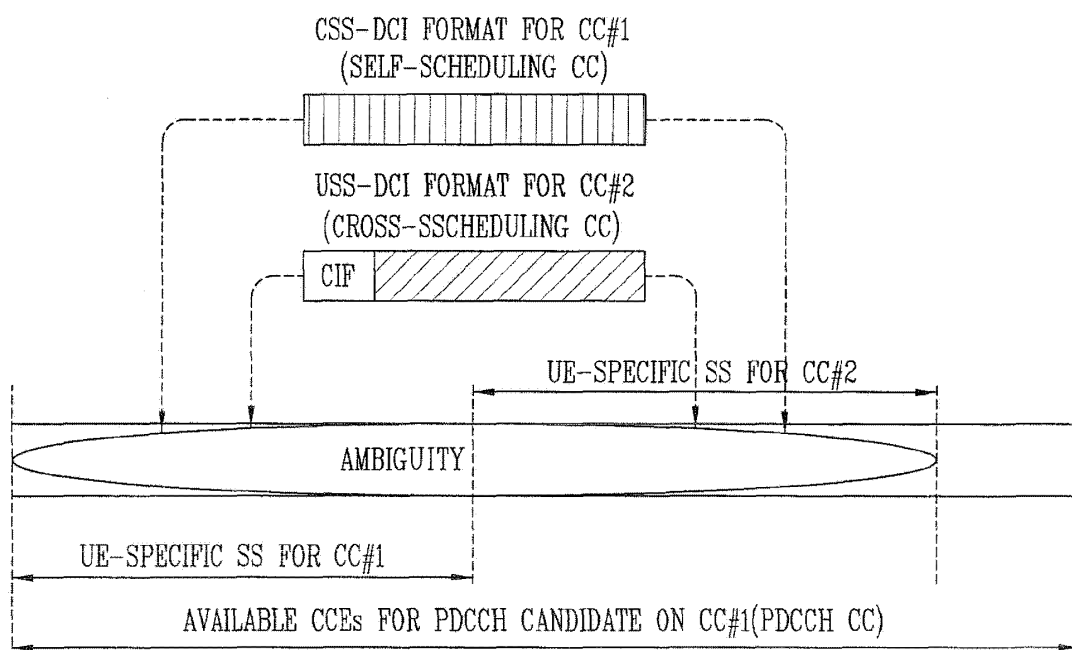 CSS-DCI FORMAT FOR CC#1
(SELF-SCHEDULING CC)
USS-DCI FORMAT FOR CC#2
(CROSS-SSCHEDULING CC)
CIF
UE-SPECIFIC SS FOR CC#2
AMBIGUITY
UE-SPECIFIC SS FOR CC#1
AVAILABLE CCEs FOR PDCCH CANDIDATE ON CC#1(PDCCH CC)